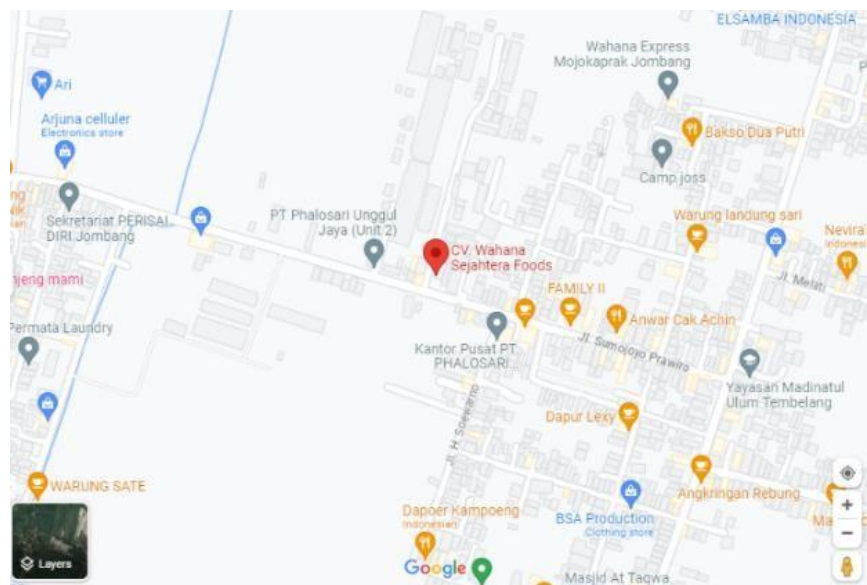 ELSAMBA INDONESIA
Wahana Express
Mojokaprak Jombang
Ari
Arjuna celluler
Electronics store
Bakso Dua Putri
Camp joss
Sekretariat PERISAI
DIRI Jombang
PT Phalosari Unggul
Jaya (Unit 2)
CV. Wahana
Sejahtera Foods
Warung landung sari
Nevira
Jl. Melati
njeng mami
FAMILY II
Anwar Cak Achin
Permata Laundry
Kantor Pusat PT.
PHALOSARI...
Jl. Sumojoyo Prawiro
Yayasan Madinatul
Ulum Tembelang
Jl. H Soewarno
Dapur Lexy
WARUNG SATE
Angkringan Rebung
BSA Production
Clothing store
Dapoer Kampoeng
Indonesian
Layers
Google
Masjid At Taqwa